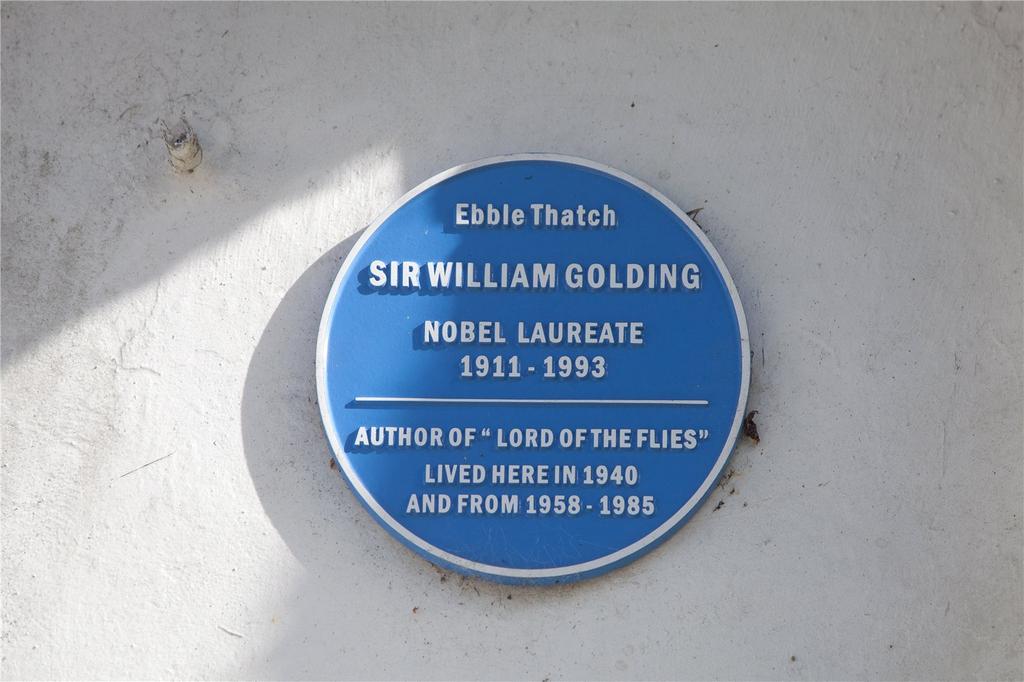 Ebble Thatch
SIR WILLIAM GOLDING
NOBEL LAUREATE
1911 - 1993
AUTHOR OF “ LORD OF THE FLIES”
LIVED HERE IN 1940
AND FROM 1958 - 1985